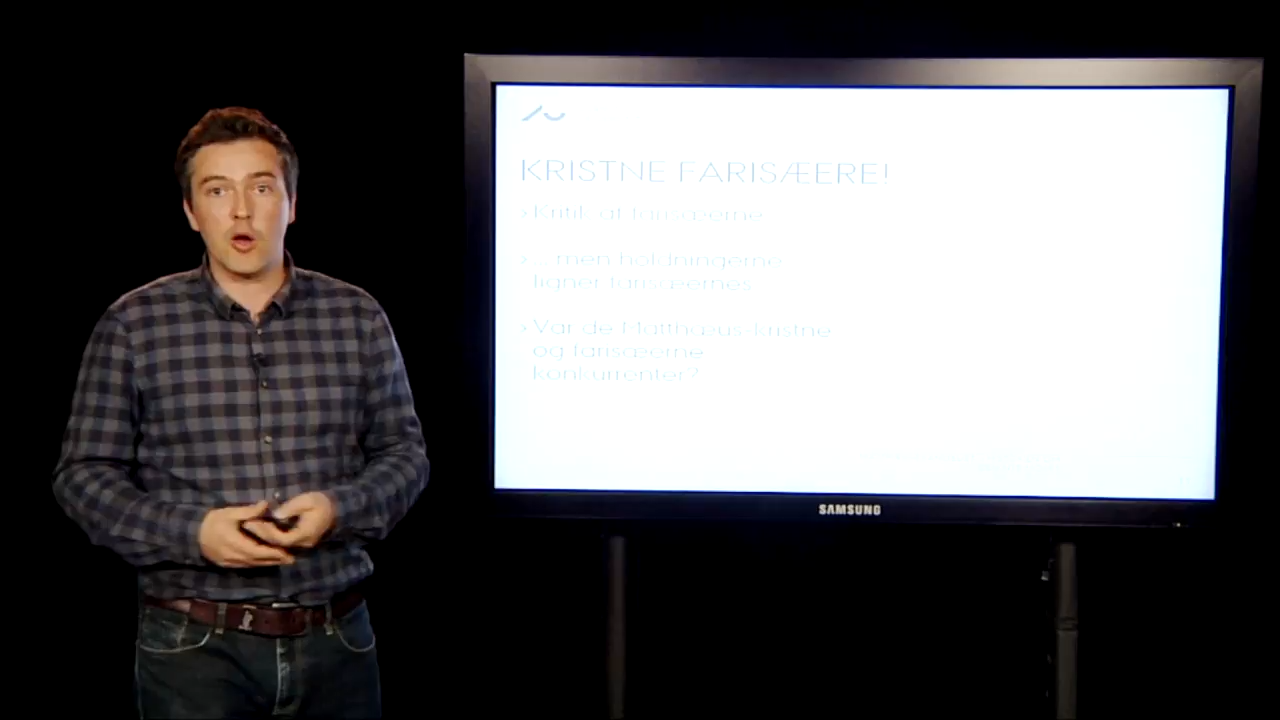 KRISTNE FARISÆERE!
› Kritik af farisæerne
› ...men holdningerne
ligner farisæernes
› Var de Matthæus-kristne
og farisæerne
konkurrenter?
SAMSUNG